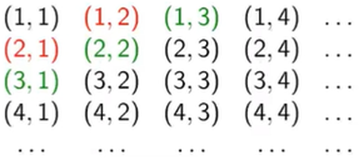 (1, 1) (1, 2) (1, 3) (1, 4) ...
(2, 1) (2, 2) (2, 3) (2, 4) ...
(3, 1) (3, 2) (3, 3) (3, 4) ...
(4, 1) (4, 2) (4, 3) (4, 4) ...
... ... ... ... ...